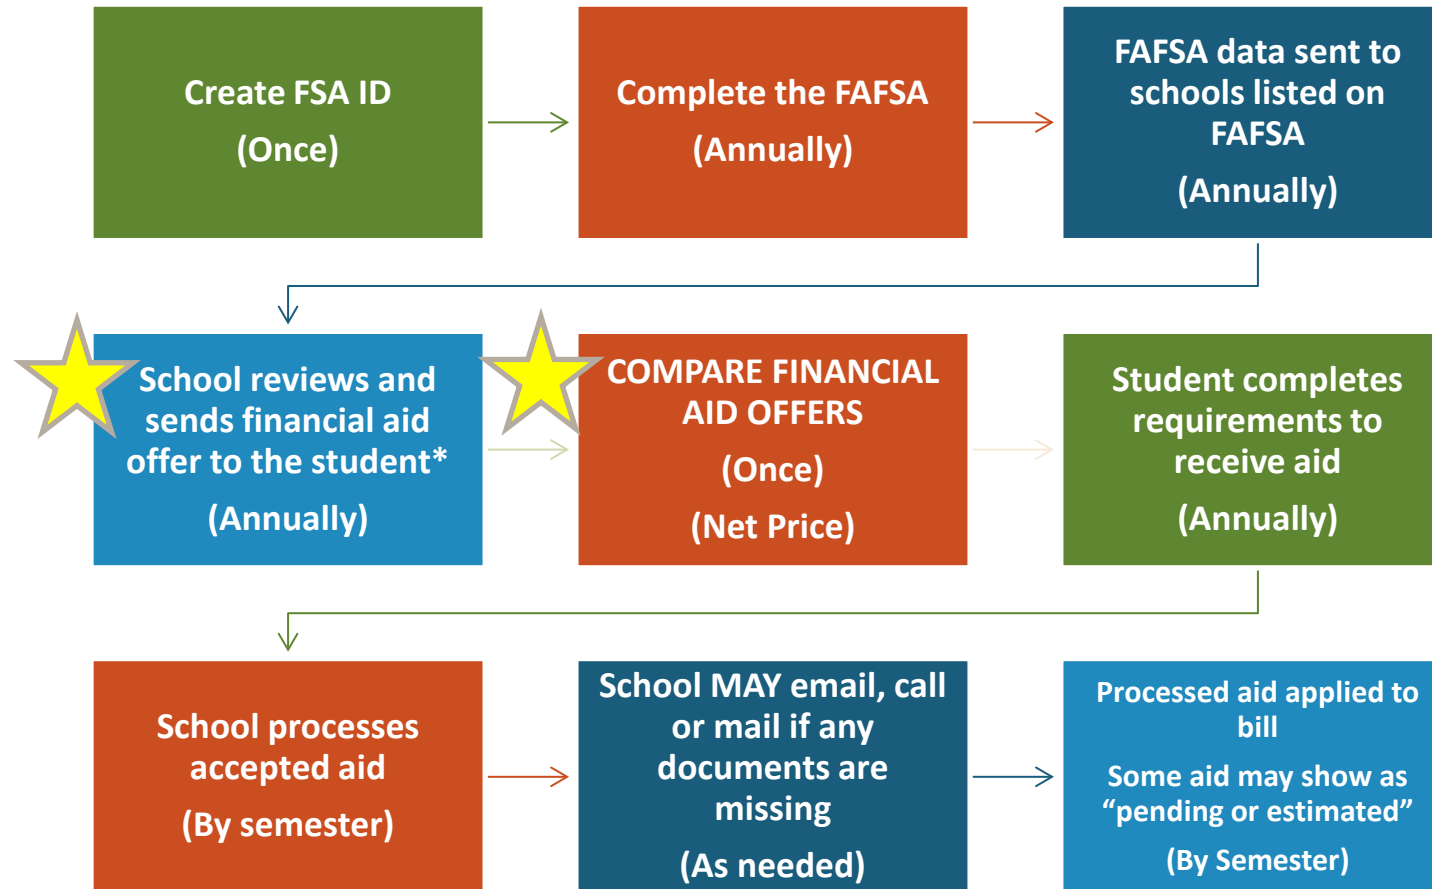 Create FSA ID
(Once)
Complete the FAFSA
(Annually)
FAFSA data sent to
schools listed on
FAFSA
(Annually)
School reviews and
sends financial aid
offer to the student*
(Annually)
COMPARE FINANCIAL
AID OFFERS
(Once)
(Net Price)
Student completes
requirements to
receive aid
(Annually)
School processes
accepted aid
(By semester)
School MAY email, call
or mail if any
documents are
missing
(As needed)
Processed aid applied to
bill
Some aid may show as
“pending or estimated”
(By Semester)